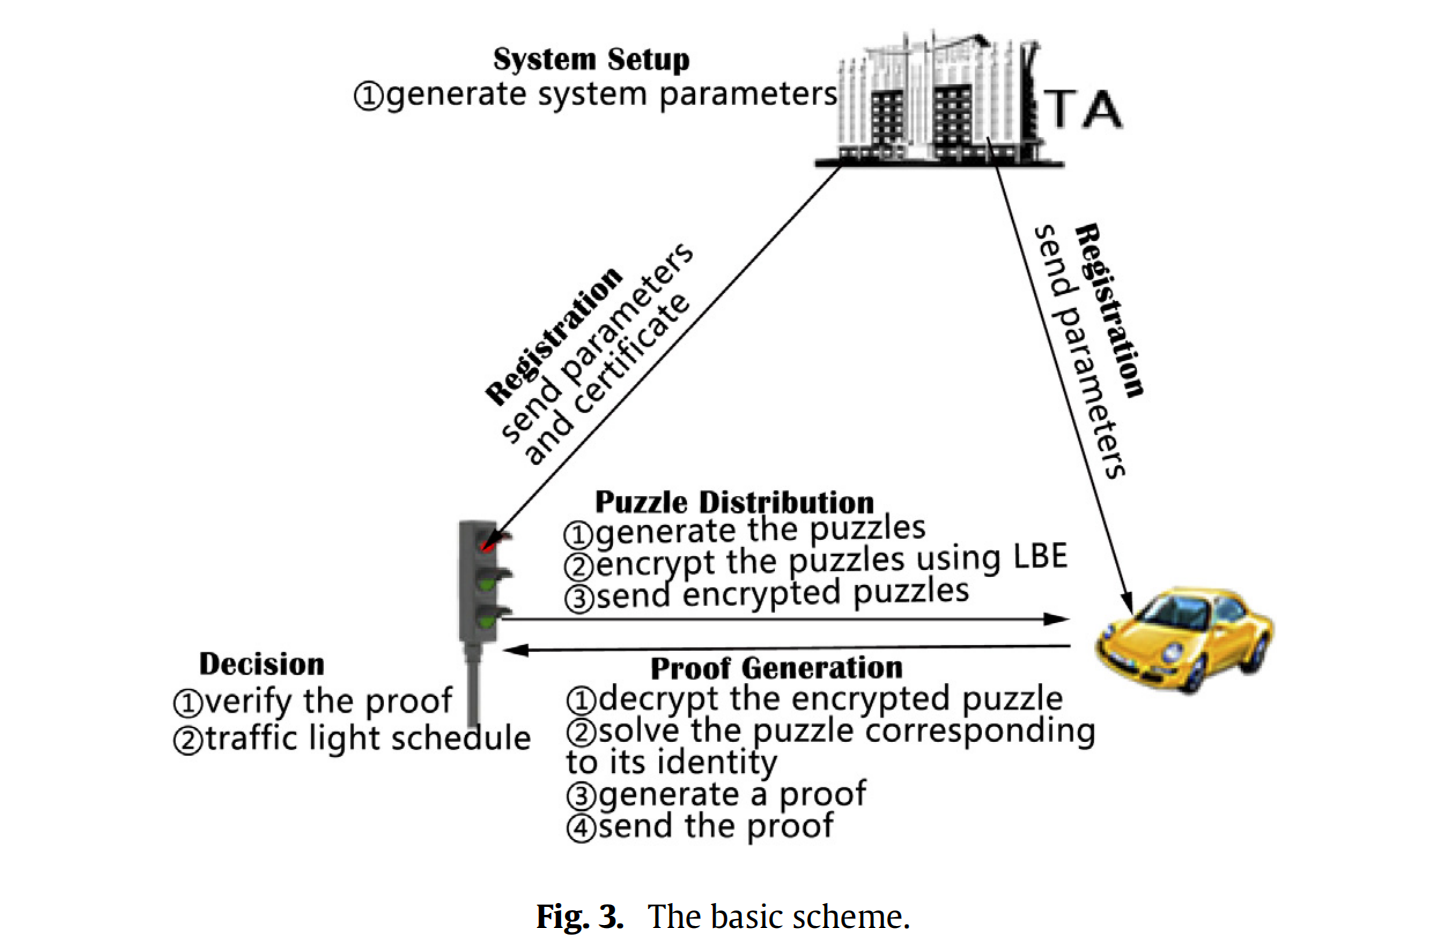 System Setup
①generate system parameters
TA
Registration
send parameters
and certificate
Registration
send parameters
Puzzle Distribution
①generate the puzzles
②encrypt the puzzles using LBE
③send encrypted puzzles
Decision
①verify the proof
②traffic light schedule
Proof Generation
①decrypt the encrypted puzzle
②solve the puzzle corresponding
to its identity
③generate a proof
④send the proof
Fig. 3. The basic scheme.